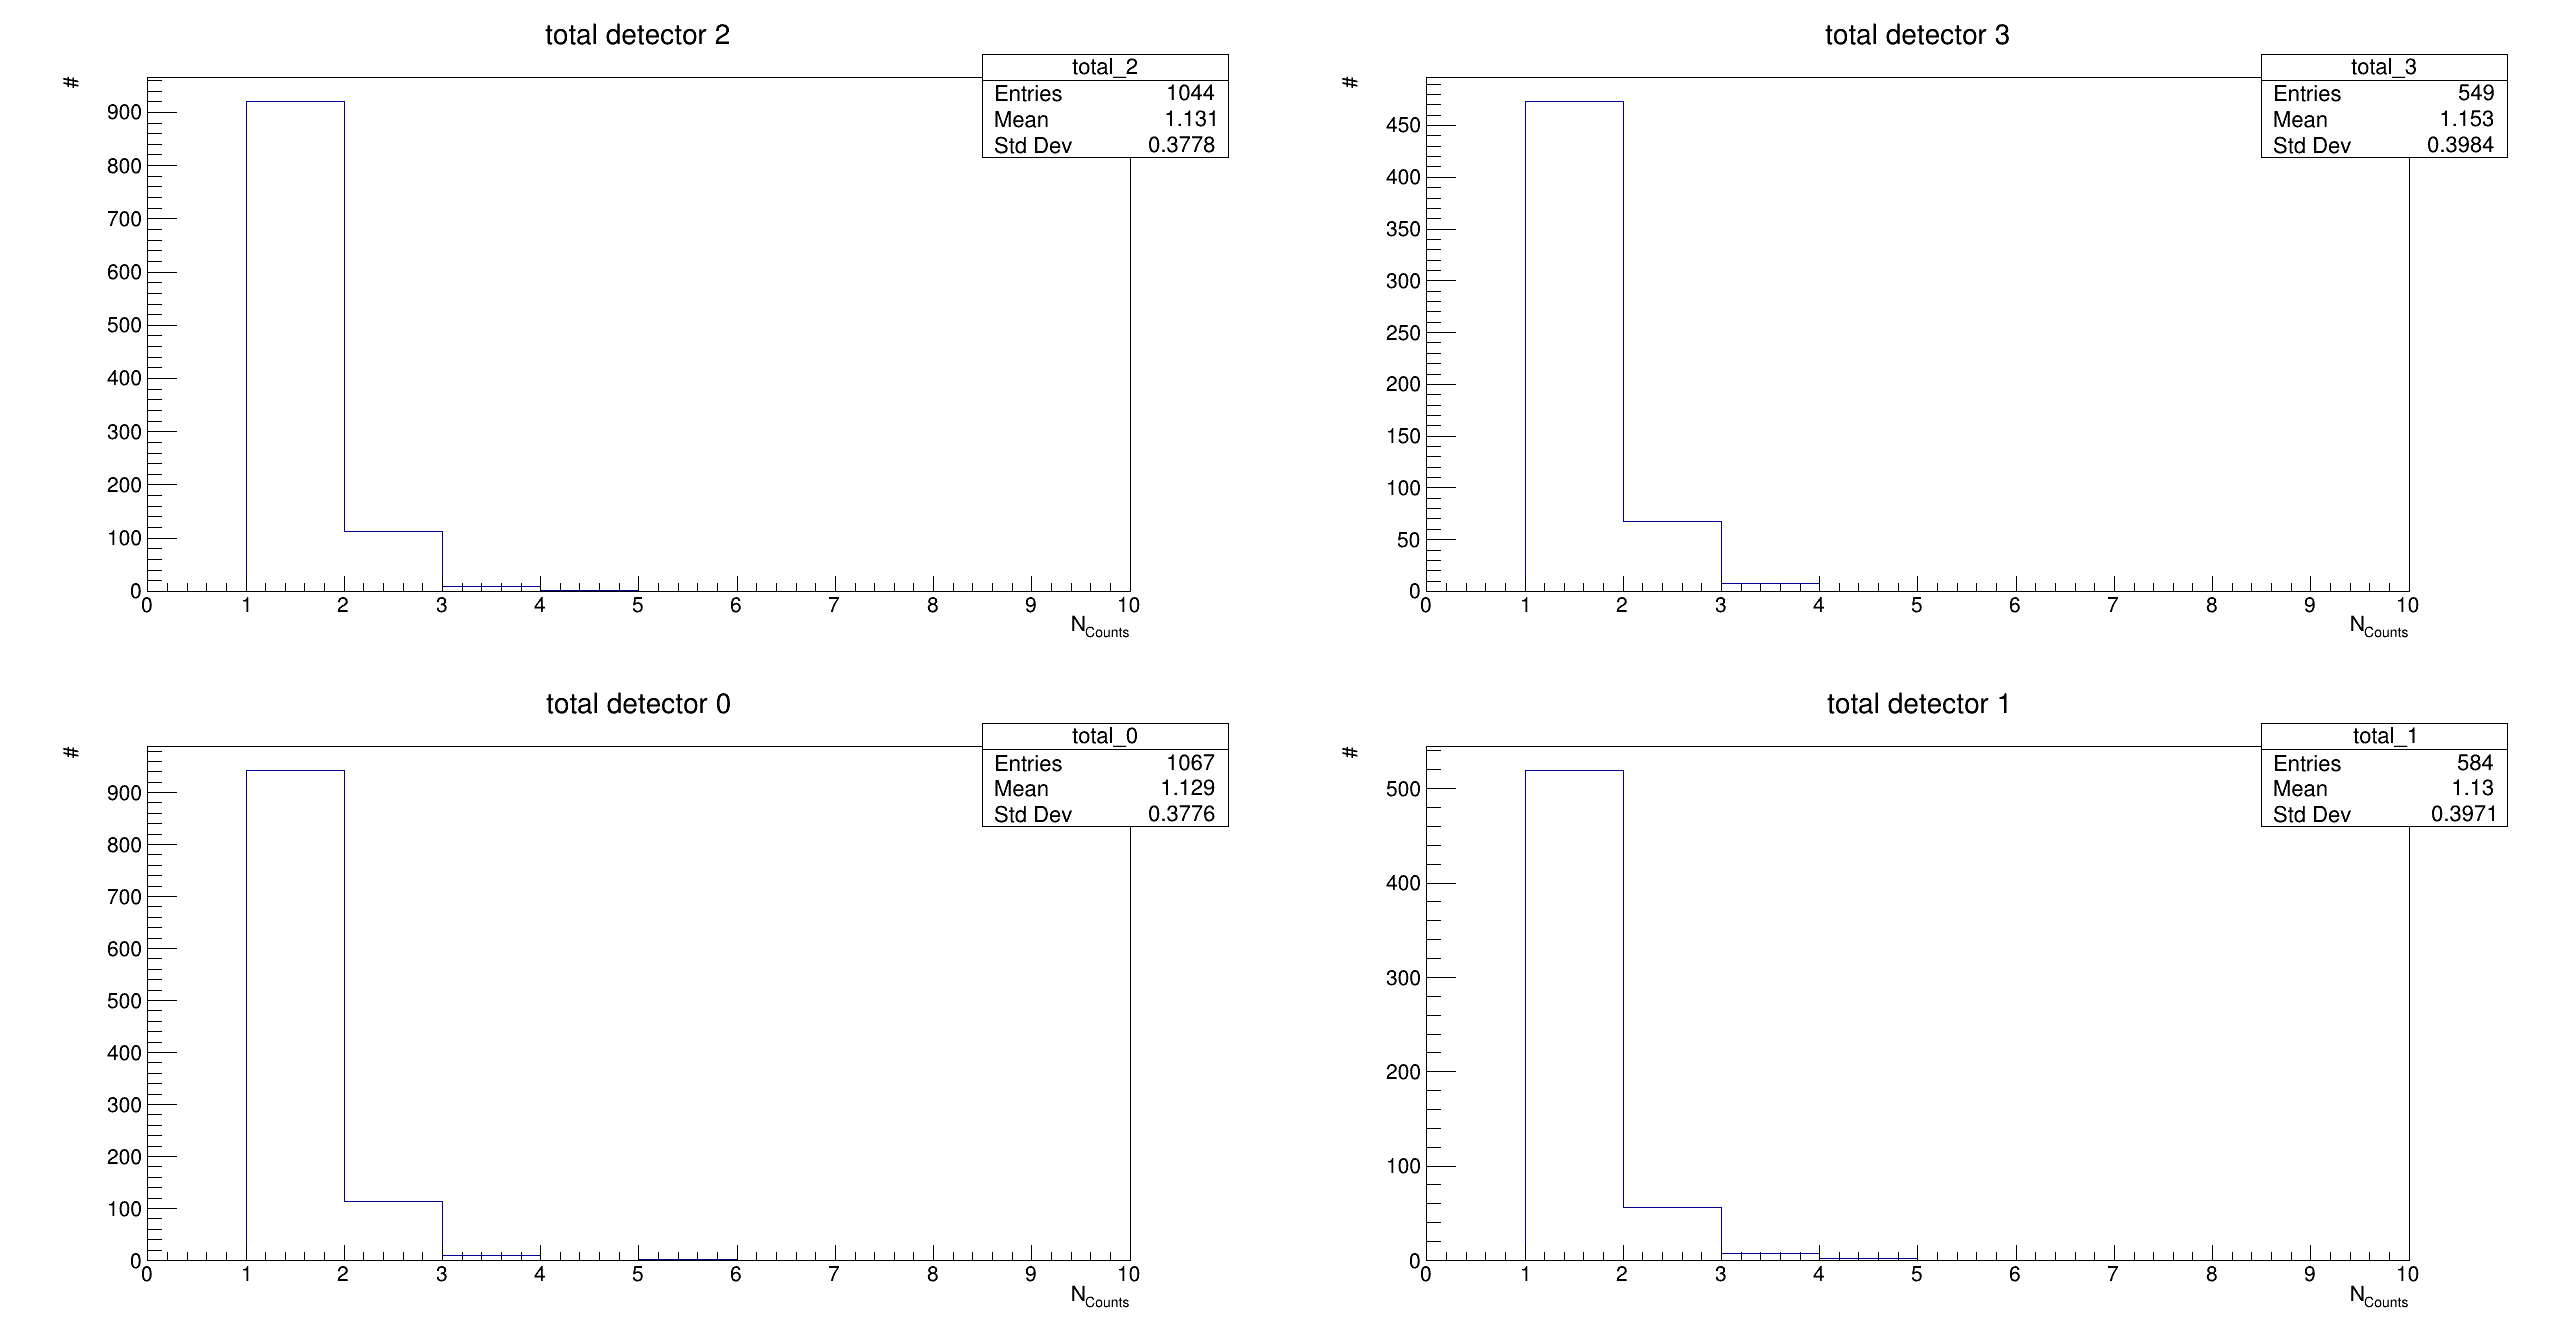 total detector 2
total_2
Entries 1044
Mean 1.131
Std Dev 0.3778
#
900
800
700
600
500
400
300
200
100
0
0 1 2 3 4 5 6 7 8 9 10
NCounts
total detector 3
total_3
Entries 549
Mean 1.153
Std Dev 0.3984
#
450
400
350
300
250
200
150
100
50
0
0 1 2 3 4 5 6 7 8 9 10
NCounts
total detector 0
total_0
Entries 1067
Mean 1.129
Std Dev 0.3776
#
900
800
700
600
500
400
300
200
100
0
0 1 2 3 4 5 6 7 8 9 10
NCounts
total detector 1
total_1
Entries 584
Mean 1.13
Std Dev 0.3971
#
500
400
300
200
100
0
0 1 2 3 4 5 6 7 8 9 10
NCounts